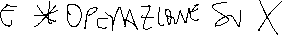 È * OPERAZIONE SU X